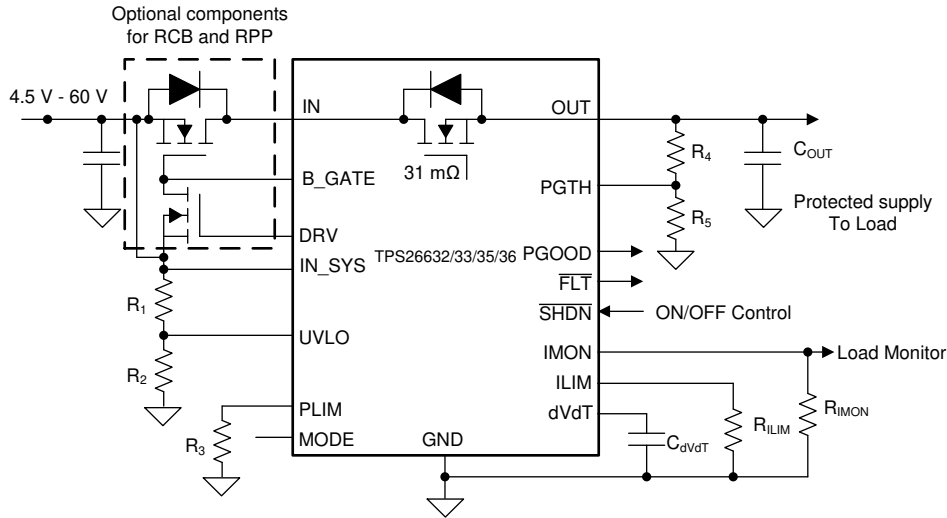 Optional components
for RCB and RPP
4.5 V - 60 V
IN
OUT
31 mΩ
B_GATE
DRV
IN_SYS
UVLO
PLIM
MODE
GND
TPS26632/33/35/36
PGTH
PGOOD
FLT
SHDN
IMON
ILIM
dVdT
R1
R2
R3
R4
R5
COUT
Protected supply
To Load
ON/OFF Control
Load Monitor
RIMON
RILIM
CdVdT